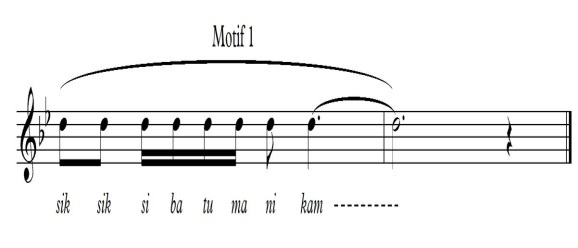 Motif 1
sik sik si ba tu ma ni kam ----------